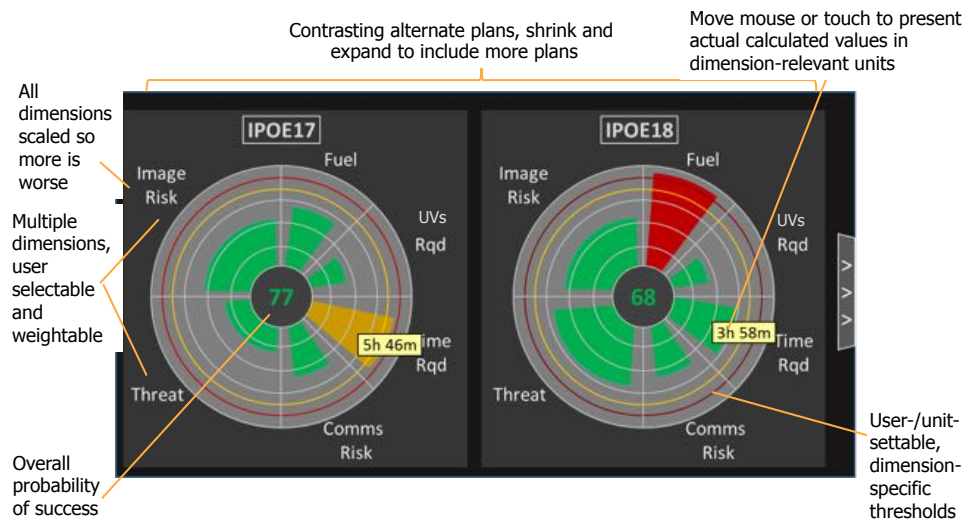 Contrasting alternate plans, shrink and
expand to include more plans
Move mouse or touch to present
actual calculated values in
dimension-relevant units
All
dimensions
scaled so
more is
worse
Multiple
dimensions,
user
selectable
and
weightable
Overall
probability
of success
IPOE17
Image
Risk
Fuel
UVs
Rqd
77
5h 46m
Time
Rqd
Threat
Comms
Risk
IPOE18
Image
Risk
Fuel
UVs
Rqd
68
3h 58m
Time
Rqd
Threat
Comms
Risk
>
>
>
User-/unit-
settable,
dimension-
specific
thresholds